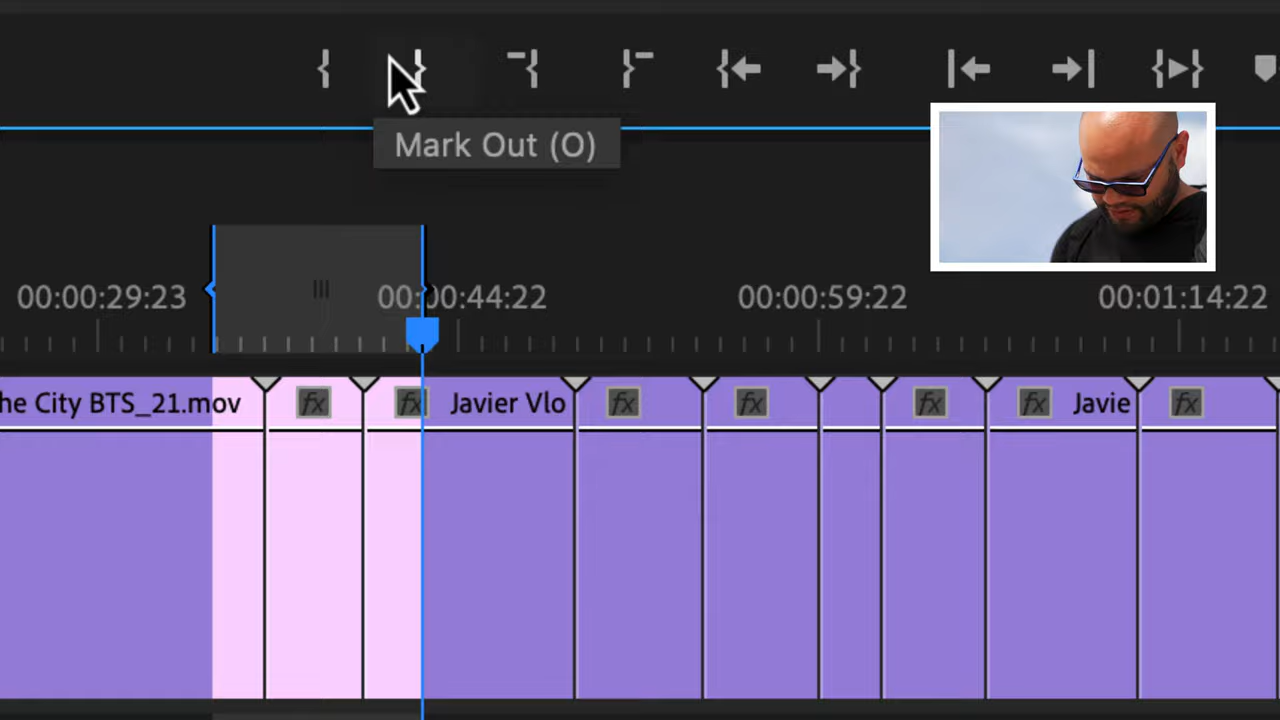 Mark Out (O)
00:00:29:23
00:00:44:22
00:00:59:22
00:01:14:22
he City BTS_21.mov
fx
fx
Javier Vlo
fx
fx
fx
fx
Javie
fx